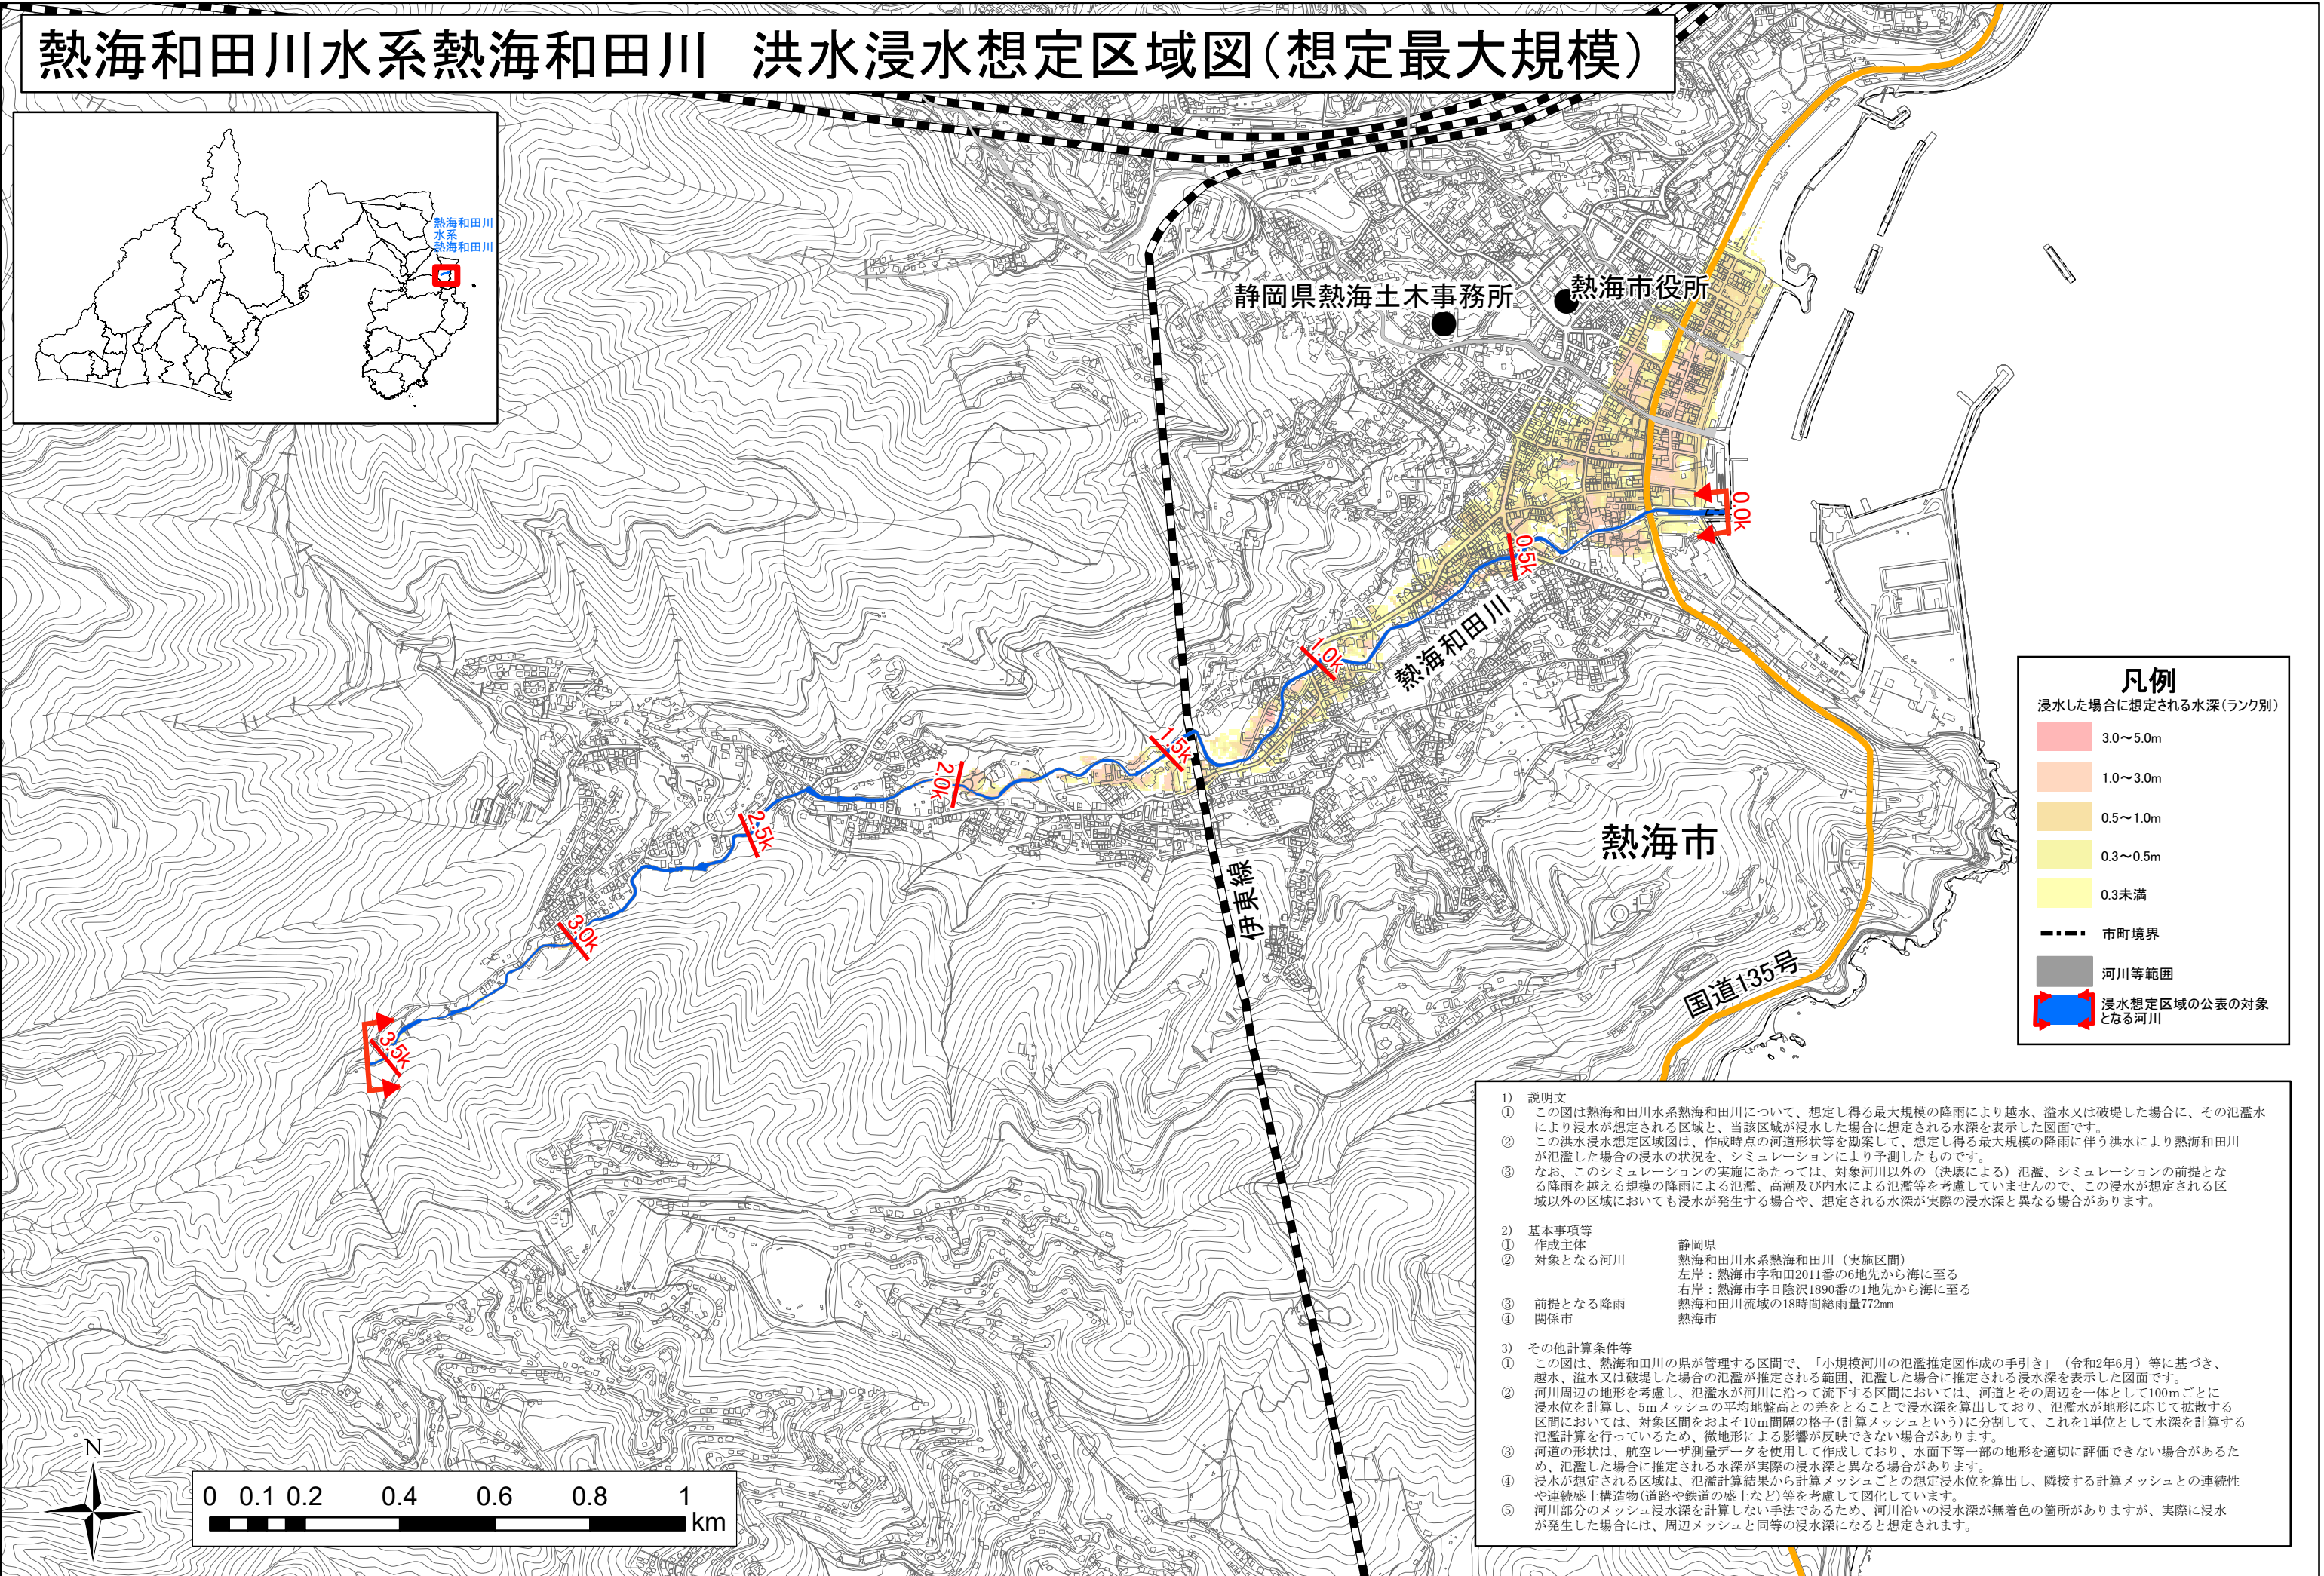 熱海和田川水系熱海和田川　洪水浸水想定区域図（想定最大規模）
熱海和田川
水系
熱海和田川
静岡県熱海土木事務所
熱海市役所
0.0k
0.5k
熱海和田川
1.0k
1.5k
2.0k
2.5k
3.0k
3.5k
熱海市
伊東線
国道135号
凡例
浸水した場合に想定される水深（ランク別）
3.0～5.0m
1.0～3.0m
0.5～1.0m
0.3～0.5m
0.3未満
市町境界
河川等範囲
浸水想定区域の公表の対象
となる河川
1)　説明文
①　この図は熱海和田川水系熱海和田川について、想定し得る最大規模の降雨により越水、溢水又は破堤した場合に、その氾濫水
により浸水が想定される区域と、当該区域が浸水した場合に想定される水深を表示した図面です。
②　この洪水浸水想定区域図は、作成時点の河道形状等を勘案して、想定し得る最大規模の降雨に伴う洪水により熱海和田川
が氾濫した場合の浸水の状況を、シミュレーションにより予測したものです。
③　なお、このシミュレーションの実施にあたっては、対象河川以外の（決壊による）氾濫、シミュレーションの前提とな
る降雨を越える規模の降雨による氾濫、高潮及び内水による氾濫等を考慮していませんので、この浸水が想定される区
域以外の区域においても浸水が発生する場合や、想定される水深が実際の浸水深と異なる場合があります。
2)　基本事項等
①　作成主体　静岡県
②　対象となる河川　熱海和田川水系熱海和田川（実施区間）
左岸：熱海市字和田2011番の6地先から海に至る
右岸：熱海市字日陰沢1890番の1地先から海に至る
③　前提となる降雨　熱海和田川流域の18時間総雨量772mm
④　関係市　熱海市
3)　その他計算条件等
①　この図は、熱海和田川の県が管理する区間で、「小規模河川の氾濫推定図作成の手引き」（令和2年6月）等に基づき、
越水、溢水又は破堤した場合の氾濫が推定される範囲、氾濫した場合に推定される浸水深を表示した図面です。
②　河川周辺の地形を考慮し、氾濫水が河川に沿って流下する区間においては、河道とその周辺を一体として100mごとに
浸水位を計算し、5mメッシュの平均地盤高との差をとることで浸水深を算出しており、氾濫水が地形に応じて拡散する
区間においては、対象区間をおよそ10m間隔の格子(計算メッシュという)に分割して、これを1単位として水深を計算する
氾濫計算を行っているため、微地形による影響が反映できない場合があります。
③　河道の形状は、航空レーザ測量データを使用して作成しており、水面下等一部の地形を適切に評価できない場合があるた
め、氾濫した場合に推定される水深が実際の浸水深と異なる場合があります。
④　浸水が想定される区域は、氾濫計算結果から計算メッシュごとの想定浸水位を算出し、隣接する計算メッシュとの連続性
や連続盛土構造物(道路や鉄道の盛土など)等を考慮して図化しています。
⑤　河川部分のメッシュ浸水深を計算しない手法であるため、河川沿いの浸水深が無着色の箇所がありますが、実際に浸水
が発生した場合には、周辺メッシュと同等の浸水深になると想定されます。
N
0 0.1 0.2 0.4 0.6 0.8 1
km